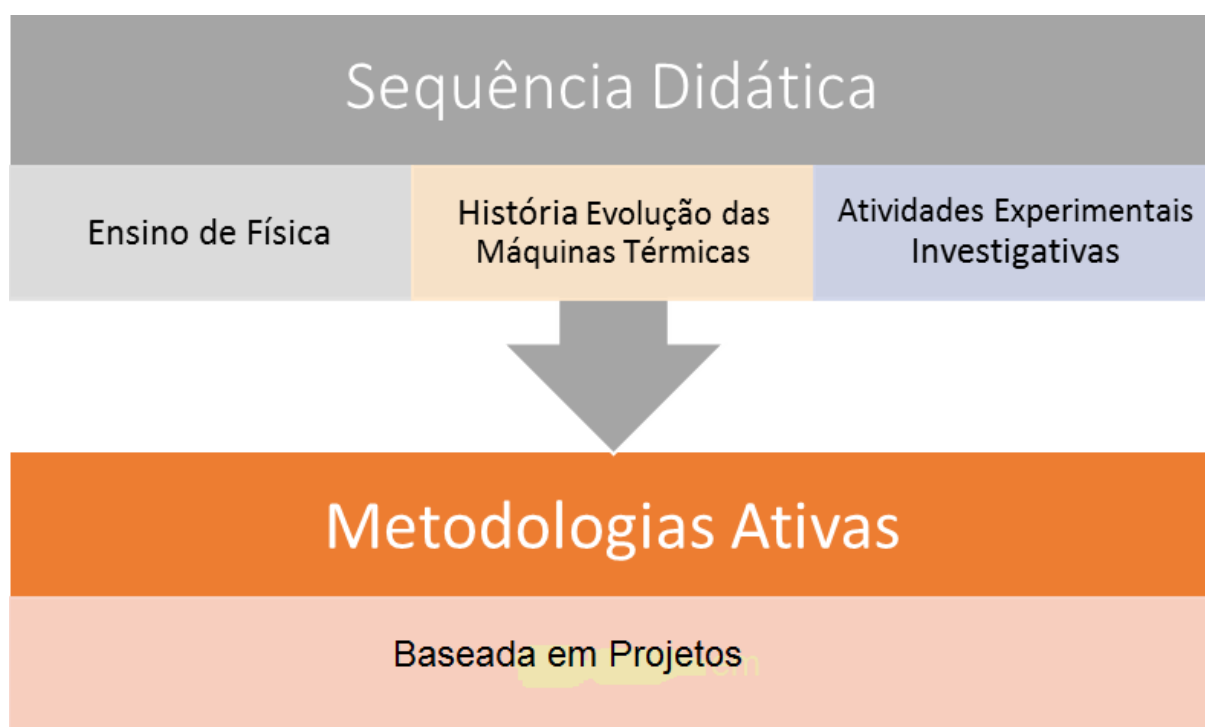 Sequência Didática
Ensino de Física
História Evolução das
Máquinas Térmicas
Atividades Experimentais
Investigativas
Metodologias Ativas
Baseada em Projetos